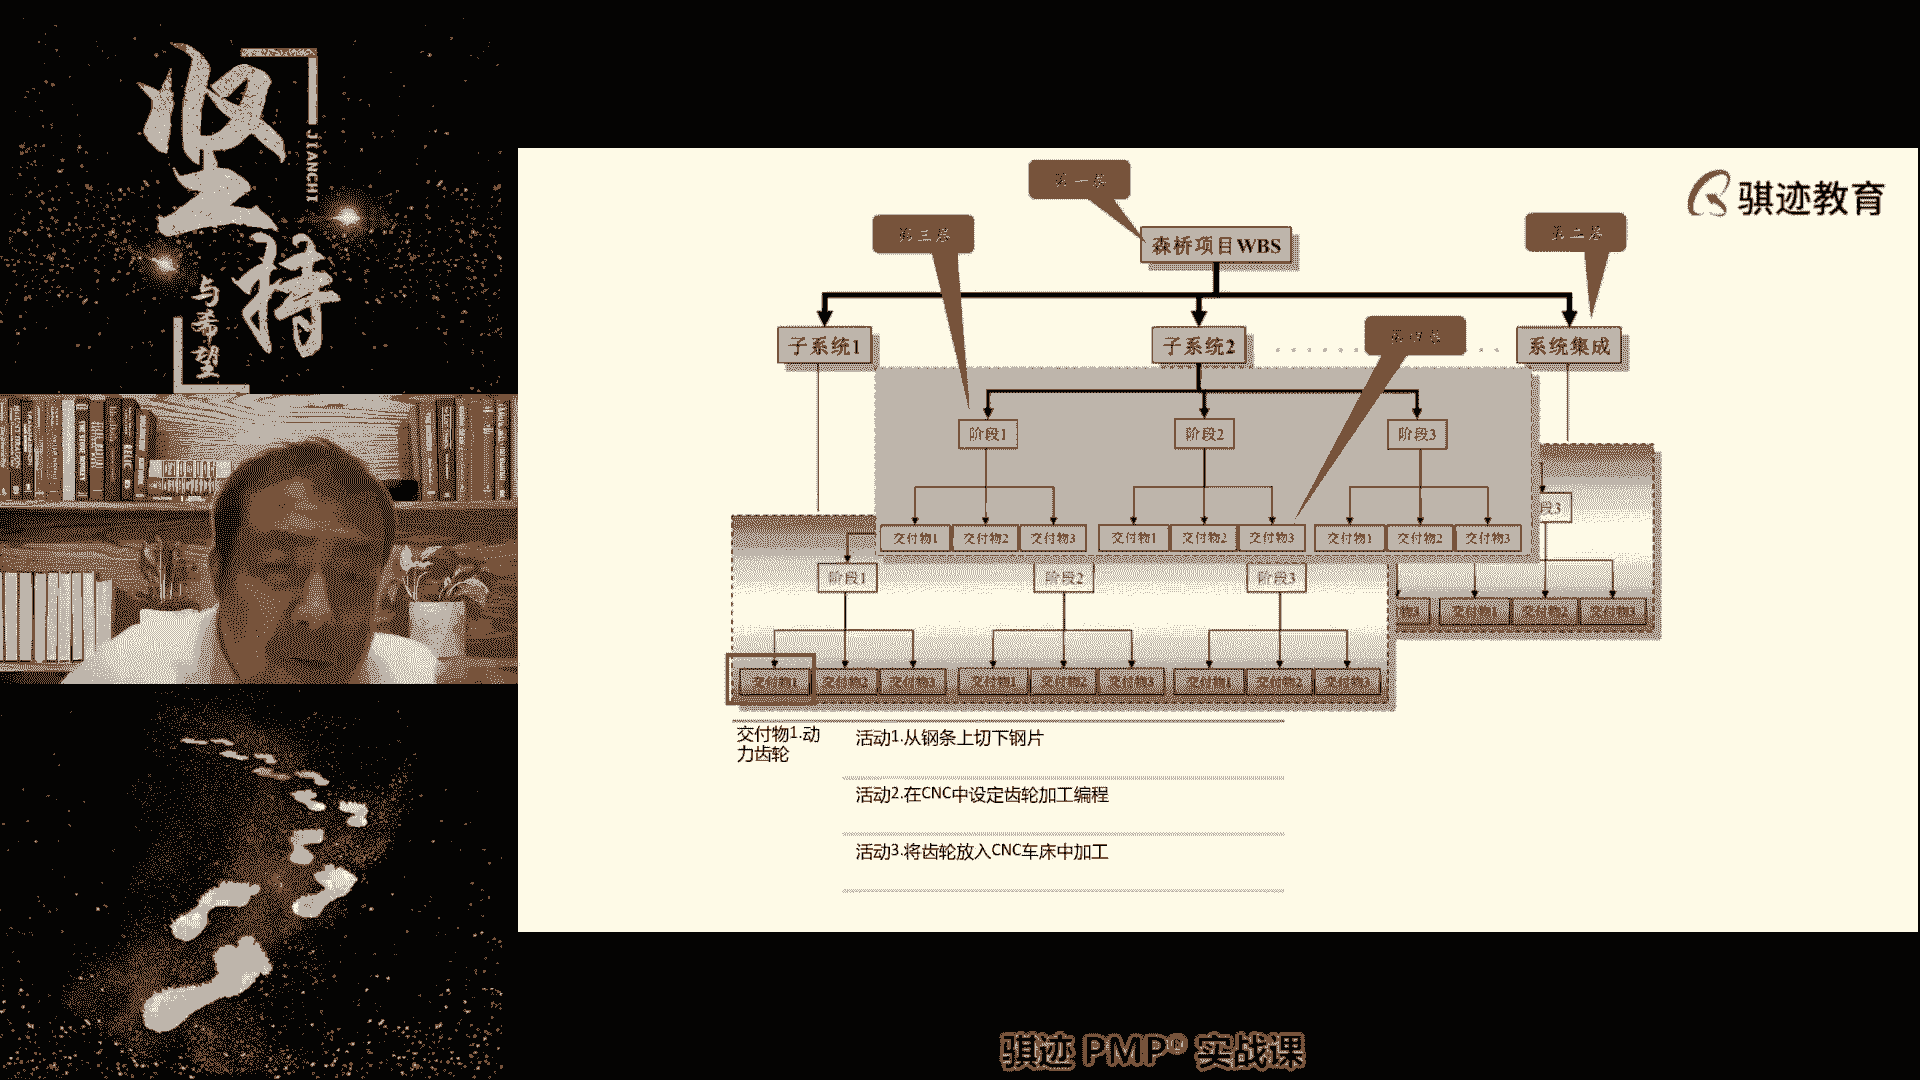 坚持
JIANCHI
与希望
骐迹教育
第一层
第三层
第二层
森桥项目WBS
子系统1
子系统2
第四层
系统集成
阶段1
阶段2
阶段3
段3
交付物1
交付物2
交付物3
交付物1
交付物2
交付物3
交付物1
交付物2
交付物3
阶段1
阶段2
阶段3
物3
交付物1
交付物2
交付物3
交付物1
交付物2
交付物3
交付物1
交付物2
交付物3
交付物1
交付物2
交付物3
交付物1.动
力齿轮
活动1.从钢条上切下钢片
活动2.在CNC中设定齿轮加工编程
活动3.将齿轮放入CNC车床中加工
骐迹 PMP® 实战课